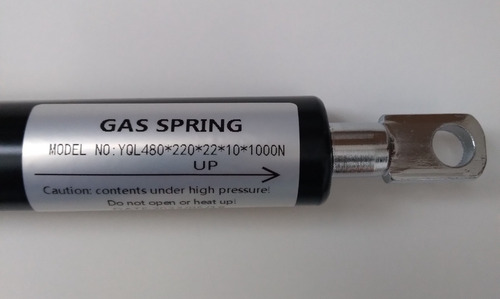 GAS SPRING
MODEL NO:YQL480*220*22*10*1000N
UP
Caution: contents under high pressure!
Do not open or heat up!